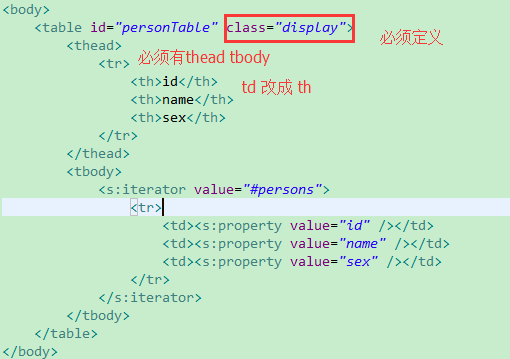 <body>
<table id="personTable" class="display"> 必须定义
<thead>
<tr> 必须有thead tbody
<th>id</th>
<th>name</th> td 改成 th
<th>sex</th>
</tr>
</thead>
<tbody>
<s:iterator value="#persons">
<tr>
<td><s:property value="id" /></td>
<td><s:property value="name" /></td>
<td><s:property value="sex" /></td>
</tr>
</s:iterator>
</tbody>
</table>
</body>